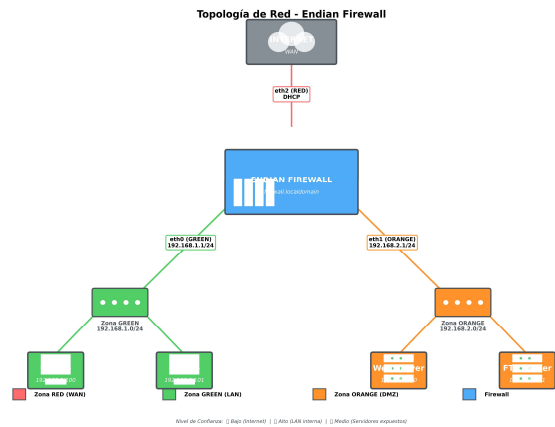 Topología de Red - Endian Firewall
INTERNET
WAN
eth2 (RED)
DHCP
ENDIAN FIREWALL
firewall.localdomain
eth0 (GREEN)
192.168.1.1/24
eth1 (ORANGE)
192.168.2.1/24
Zona GREEN
192.168.1.0/24
Zona ORANGE
192.168.2.0/24
Zona RED (WAN)
Zona GREEN (LAN)
Zona ORANGE (DMZ)
Firewall
Nivel de Confianza: Bajo (Internet) | Alto (LAN interna) | Medio (Servidores expuestos)